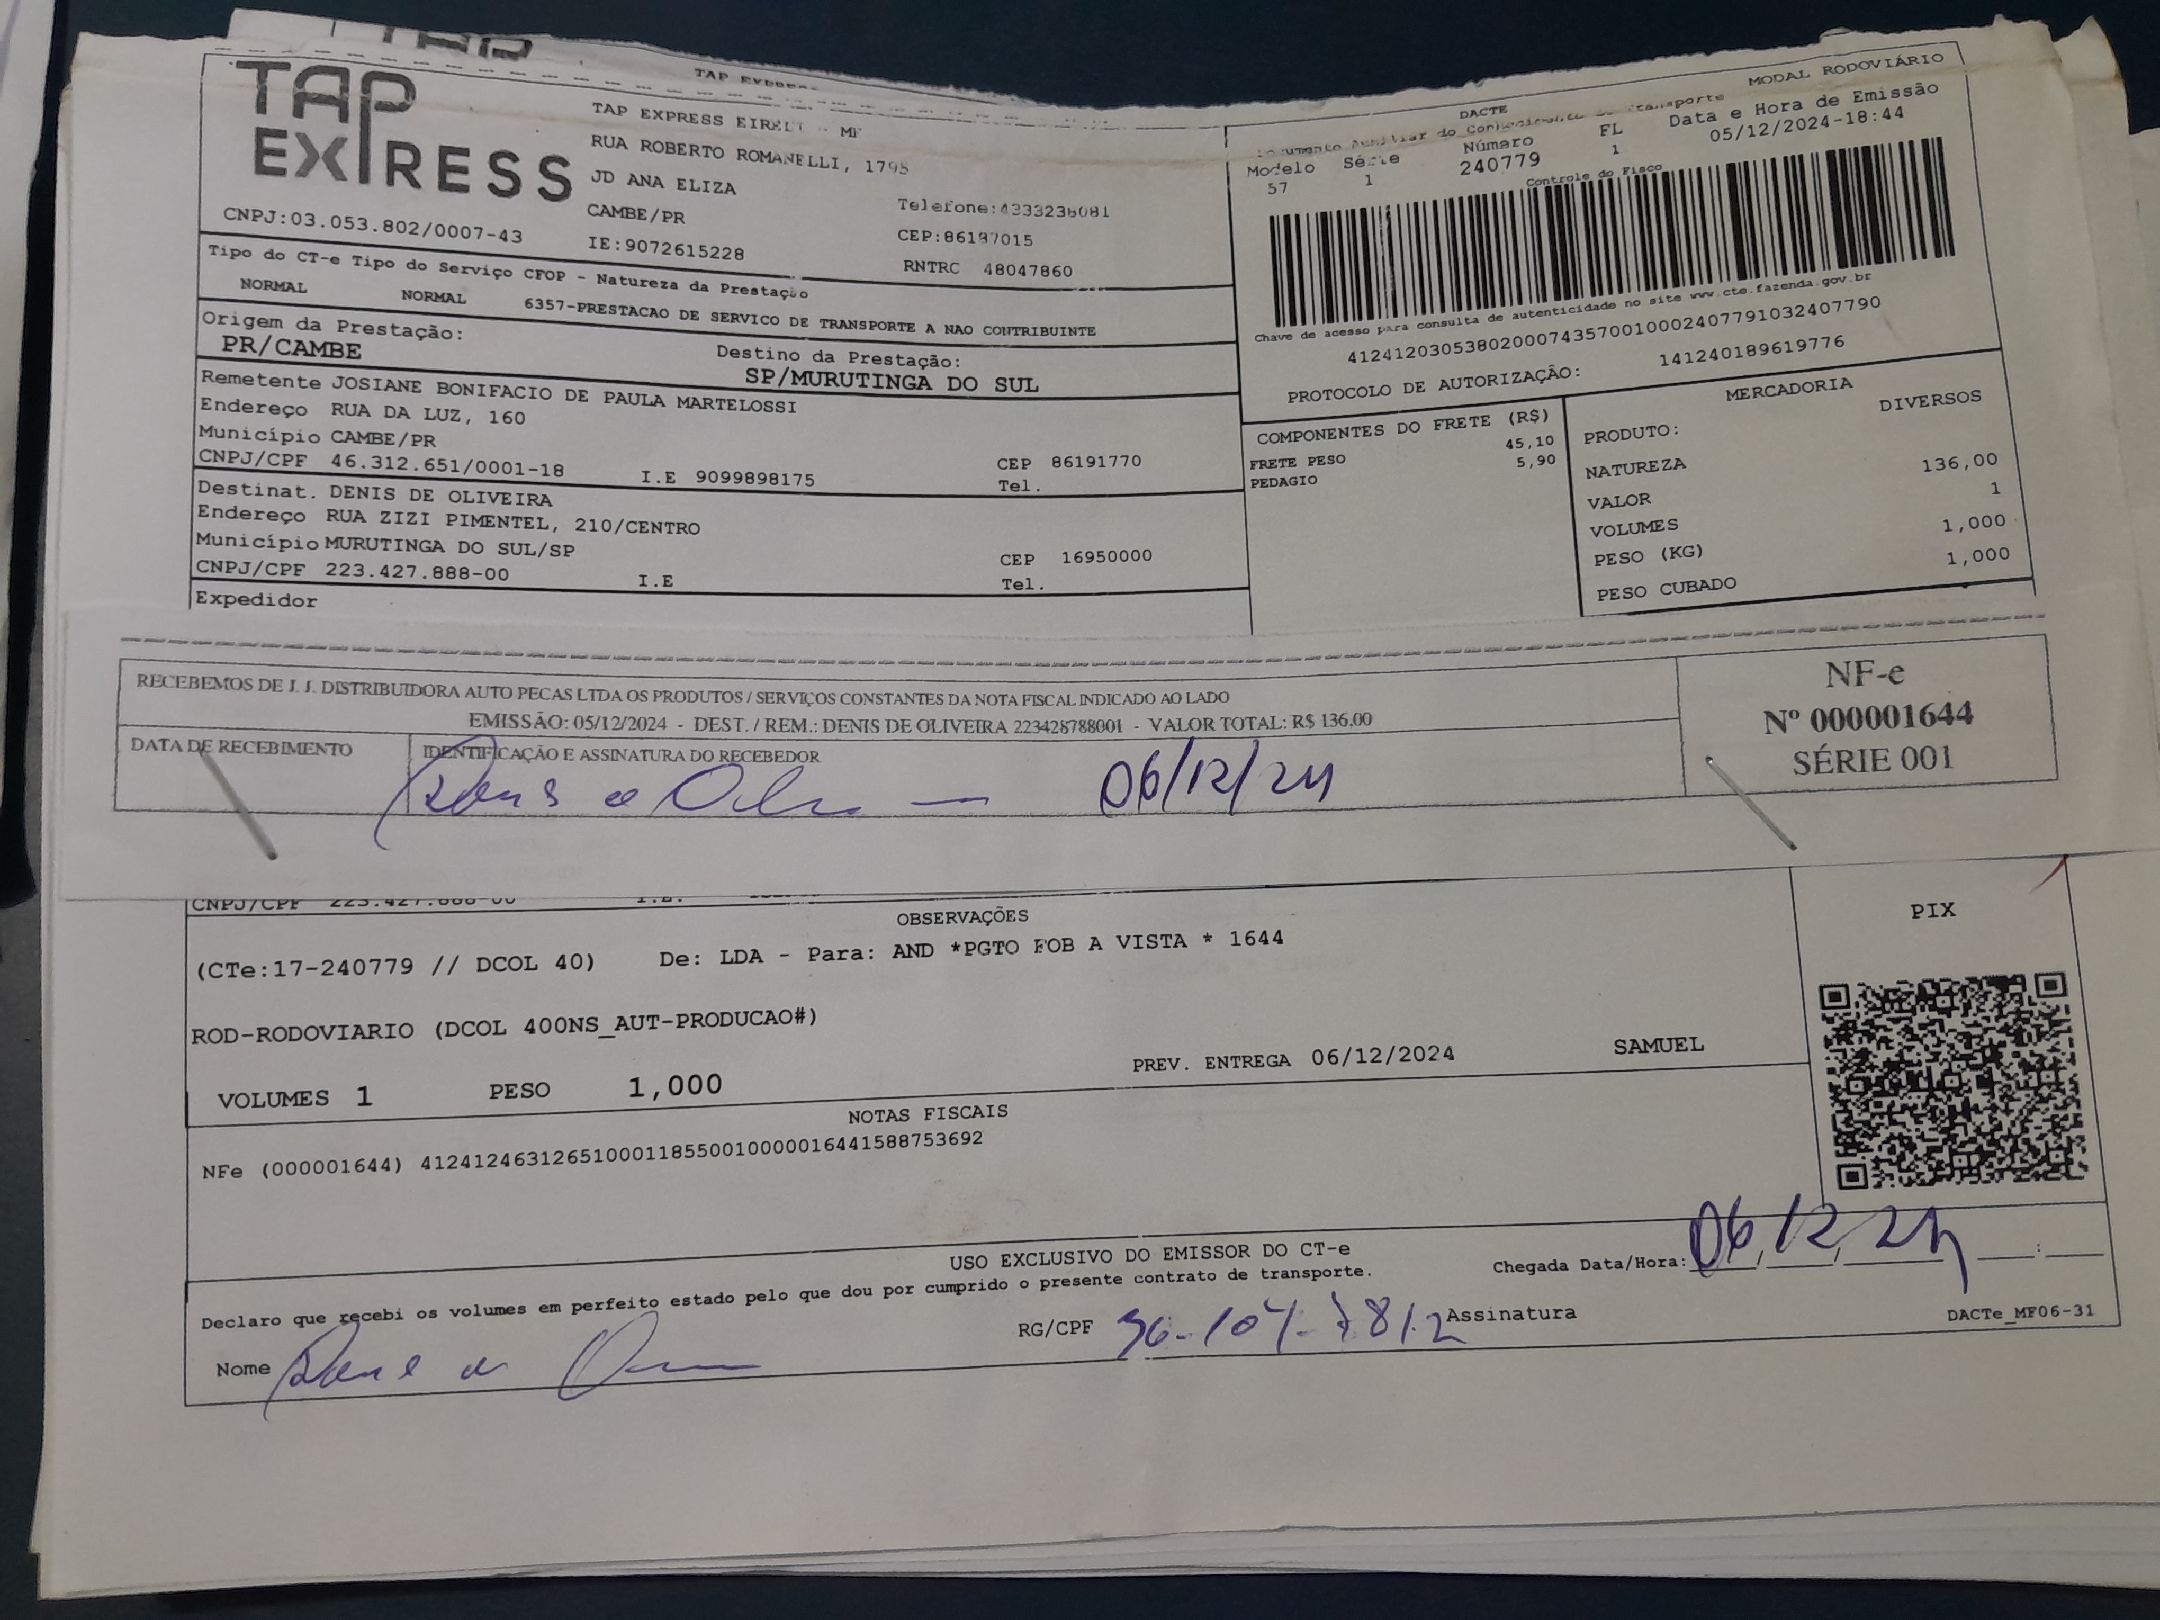 TAP EXPRESS
TAP EXPRESS EIRELI - ME
RUA ROBERTO ROMANELLI, 1795
JD ANA ELIZA
CAMBE/PR Telefone:4333238081
CNPJ:03.053.802/0007-43 IE:9072615228 CEP:86187015
RNTRC 48047860
DACTE MODAL RODOVIÁRIO
Documento Auxiliar do Conhecimento de Transporte
Modelo Série Número FL Data e Hora de Emissão
57 1 240779 1 05/12/2024-18:44
Controle do Fisco
Chave de acesso para consulta de autenticidade no site www.cte.fazenda.gov.br
41241203053802000743570010002407791032407790
PROTOCOLO DE AUTORIZAÇÃO: 141240189619776
Tipo do CT-e Tipo do Serviço CFOP - Natureza da Prestação
NORMAL NORMAL 6357-PRESTACAO DE SERVICO DE TRANSPORTE A NAO CONTRIBUINTE
Origem da Prestação: Destino da Prestação:
PR/CAMBE SP/MURUTINGA DO SUL
Remetente JOSIANE BONIFACIO DE PAULA MARTELOSSI
Endereço RUA DA LUZ, 160
Município CAMBE/PR CEP 86191770
CNPJ/CPF 46.312.651/0001-18 I.E 9099898175 Tel.
Destinat. DENIS DE OLIVEIRA
Endereço RUA ZIZI PIMENTEL, 210/CENTRO
Município MURUTINGA DO SUL/SP CEP 16950000
CNPJ/CPF 223.427.888-00 I.E Tel.
Expedidor
COMPONENTES DO FRETE (R$)
FRETE PESO 45,10
PEDAGIO 5,90
MERCADORIA
PRODUTO: DIVERSOS
NATUREZA
VALOR 136,00
VOLUMES 1
PESO (KG) 1,000
PESO CUBADO 1,000
RECEBEMOS DE J. J. DISTRIBUIDORA AUTO PECAS LTDA OS PRODUTOS / SERVIÇOS CONSTANTES DA NOTA FISCAL INDICADO AO LADO
EMISSÃO: 05/12/2024 - DEST. / REM.: DENIS DE OLIVEIRA 223428788001 - VALOR TOTAL: R$ 136,00
DATA DE RECEBIMENTO IDENTIFICAÇÃO E ASSINATURA DO RECEBEDOR
06/12/24
NF-e
Nº 000001644
SÉRIE 001
CNPJ/CPF 223.427.888-00 I.E.
OBSERVAÇÕES
(CTe:17-240779 // DCOL 40) De: LDA - Para: AND *PGTO FOB A VISTA * 1644
ROD-RODOVIARIO (DCOL 400NS_AUT-PRODUCAO#)
VOLUMES 1 PESO 1,000 PREV. ENTREGA 06/12/2024 SAMUEL
PIX
NOTAS FISCAIS
NFe (000001644) 41241246312651000118550010000016441588753692
USO EXCLUSIVO DO EMISSOR DO CT-e
Declaro que recebi os volumes em perfeito estado pelo que dou por cumprido o presente contrato de transporte.
Chegada Data/Hora: 06/12/24
Nome RG/CPF Assinatura
DACTe_MF06-31